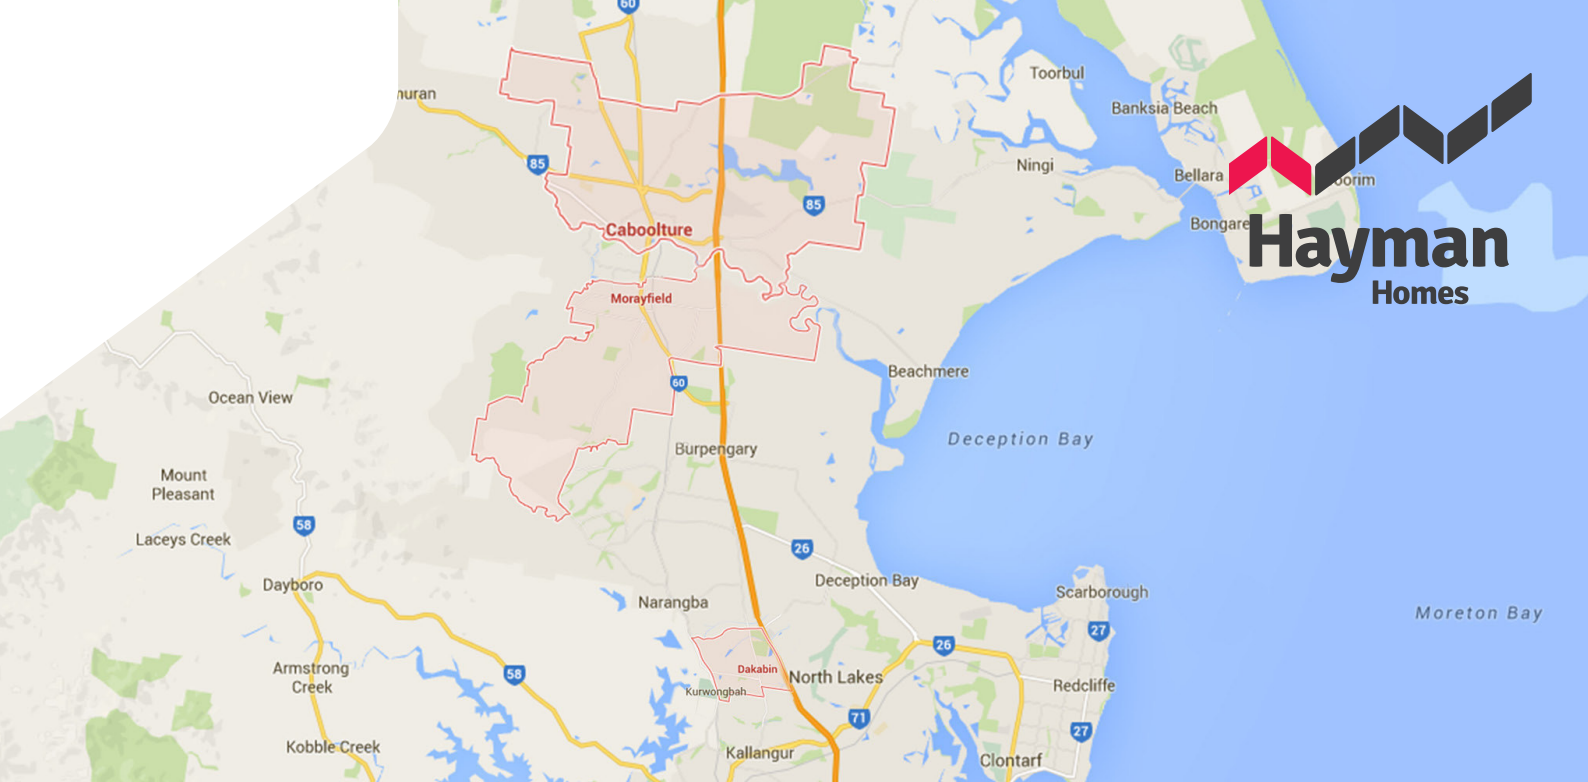 60
Toorbul
Banksia Beach
85
Ningi
Bellara
85
Bongare
Caboolture
Hayman
Homes
Morayfield
Beachmere
60
Ocean View
Deception Bay
Burpengary
Mount
Pleasant
58
Laceys Creek
26
Deception Bay
Dayboro
Scarborough
Narangba
Moreton Bay
27
26
Armstrong
Creek
58
Dakabin
North Lakes
Redcliffe
Kurwongbah
71
27
Kobble Creek
Kallangur
Clontarf